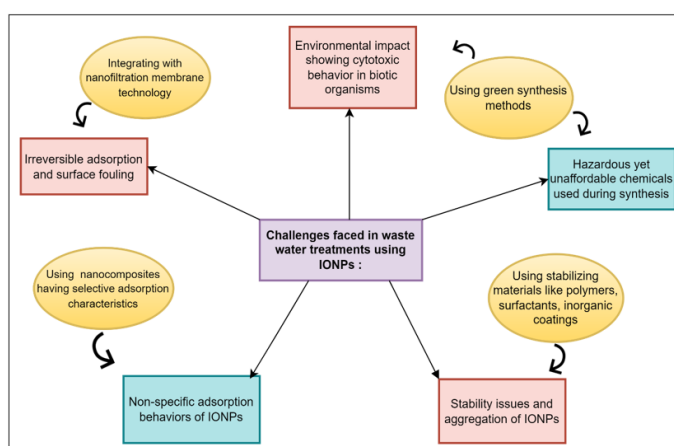 Environmental impact
showing cytotoxic
behavior in biotic
organisms
Integrating with
nanofiltration membrane
technology
Using green synthesis
methods
Irreversible adsorption
and surface fouling
Hazardous yet
unaffordable chemicals
used during synthesis
Challenges faced in waste
water treatments using
IONPs :
Using nanocomposites
having selective adsorption
characteristics
Using stabilizing
materials like polymers,
surfactants, inorganic
coatings
Non-specific adsorption
behaviors of IONPs
Stability issues and
aggregation of IONPs